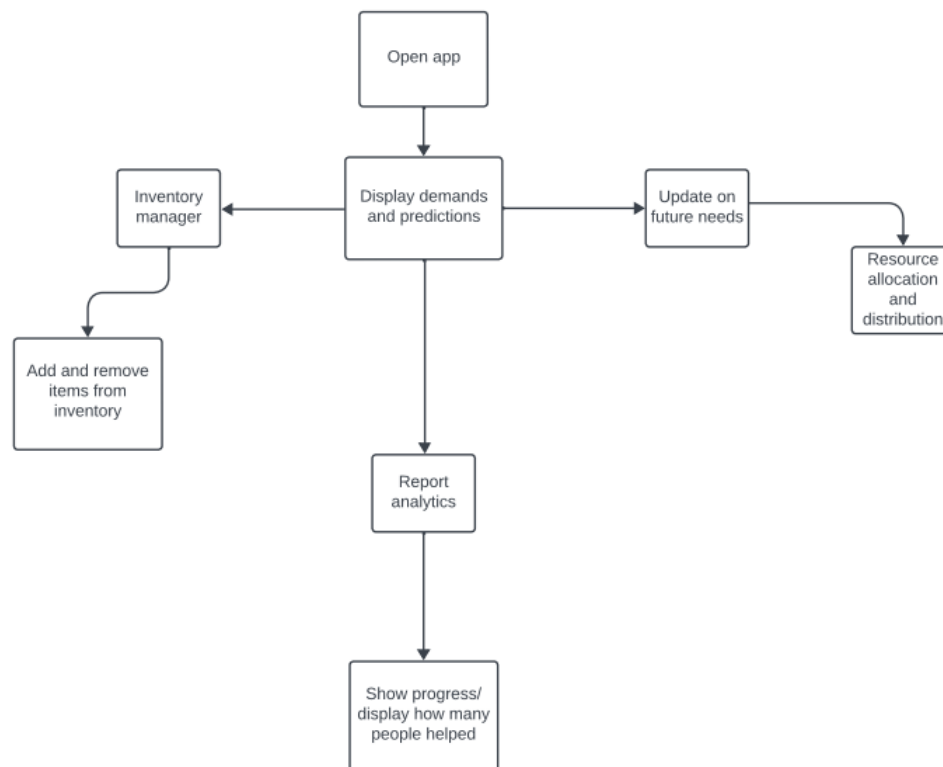 Open app
Display demands
and predictions
Inventory
manager
Update on
future needs
Resource
allocation
and
distribution
Add and remove
items from
inventory
Report
analytics
Show progress/
display how many
people helped